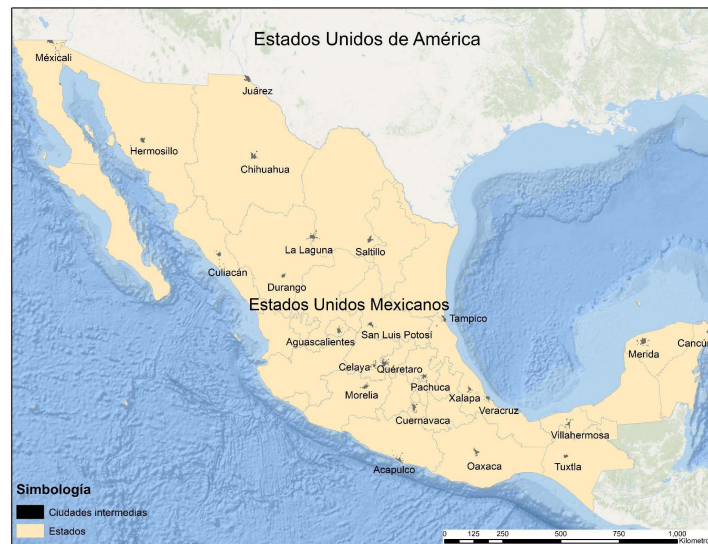 Estados Unidos de América
Méxicali
Juárez
Hermosillo
Chihuahua
La Laguna
Saltillo
Culiacán
Durango
Estados Unidos Mexicanos
Tampico
Aguascalientes
San Luis Potosí
Merida
Cancún
Celaya
Quéretaro
Morelia
Pachuca
Xalapa
Veracruz
Cuernavaca
Villahermosa
Acapulco
Oaxaca
Tuxtla
Simbología
Ciudades intermedias
Estados
0 125 250 500 750 1,000
Kilometro